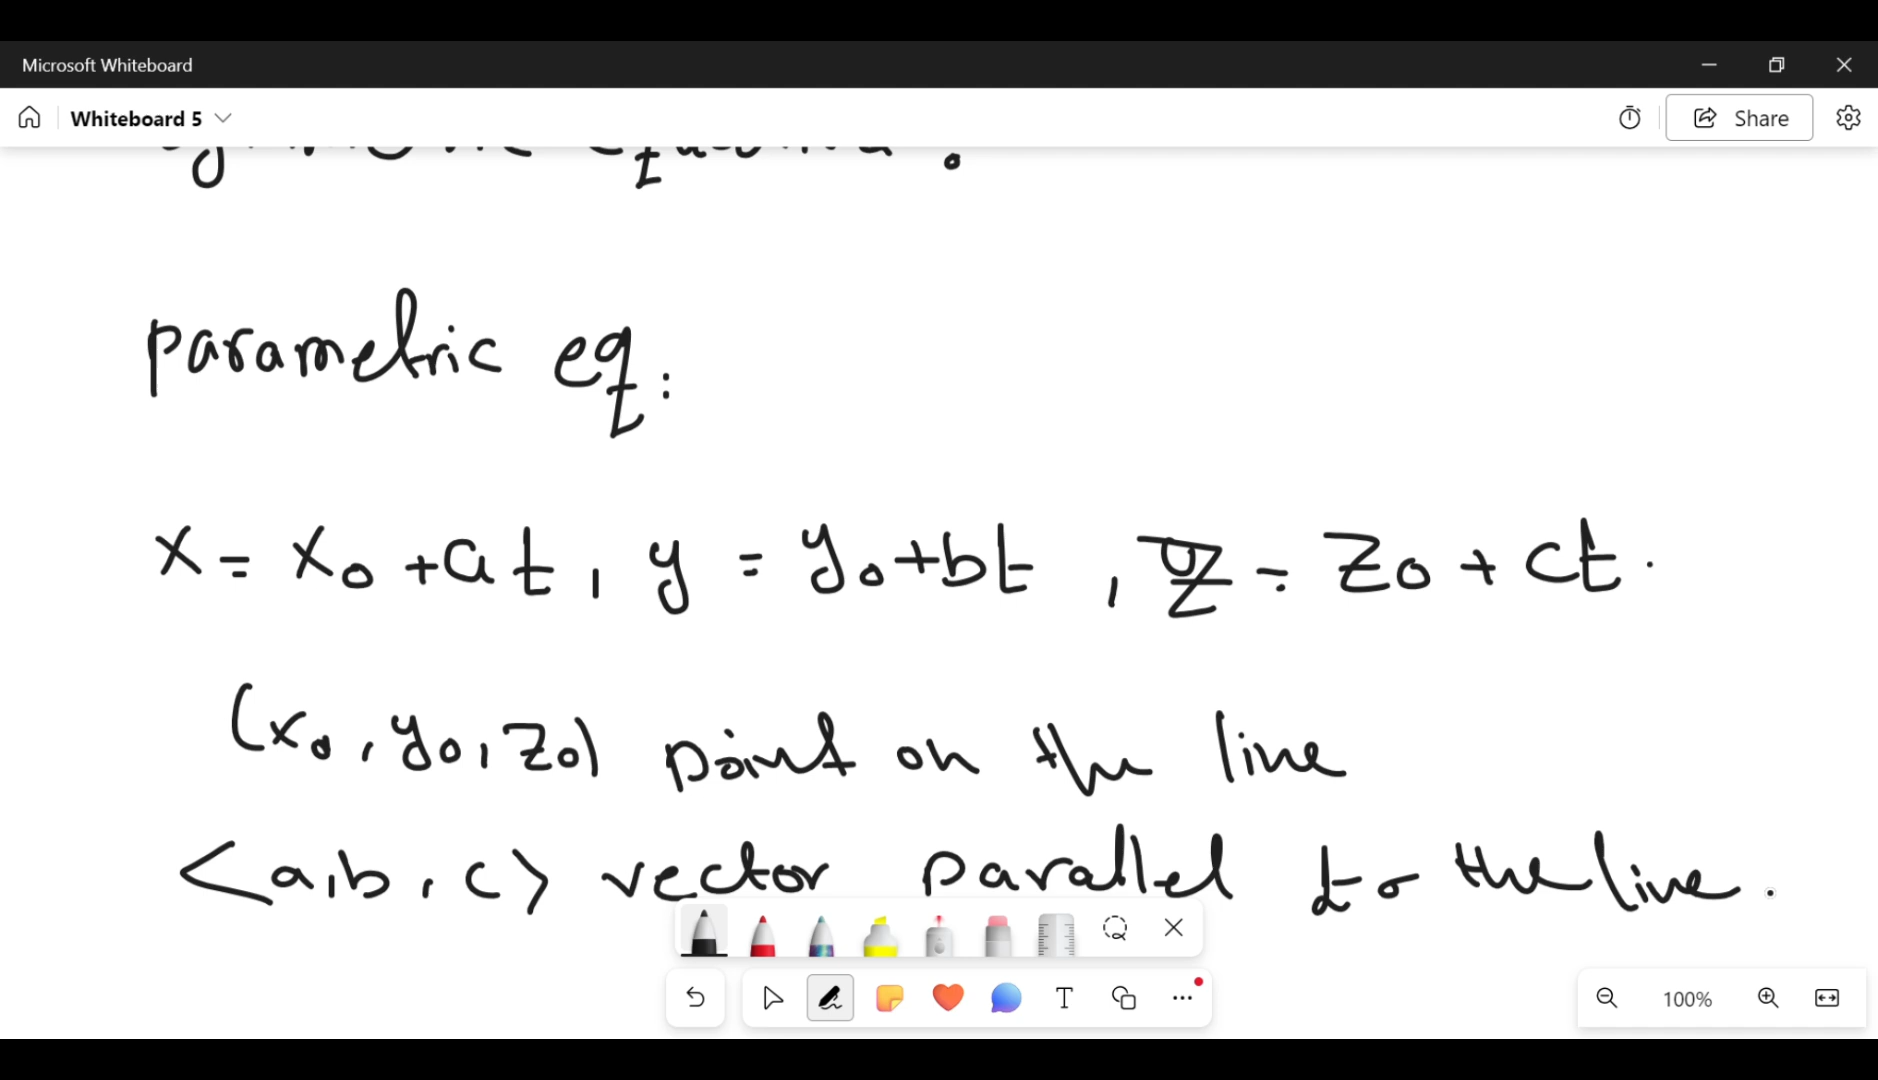 Microsoft Whiteboard
Whiteboard 5
Share
parametric eq:
x = x₀ + at, y = y₀ + bt, z = z₀ + ct.
(x₀, y₀, z₀) point on the line
<a, b, c> vector parallel to the line.
100%